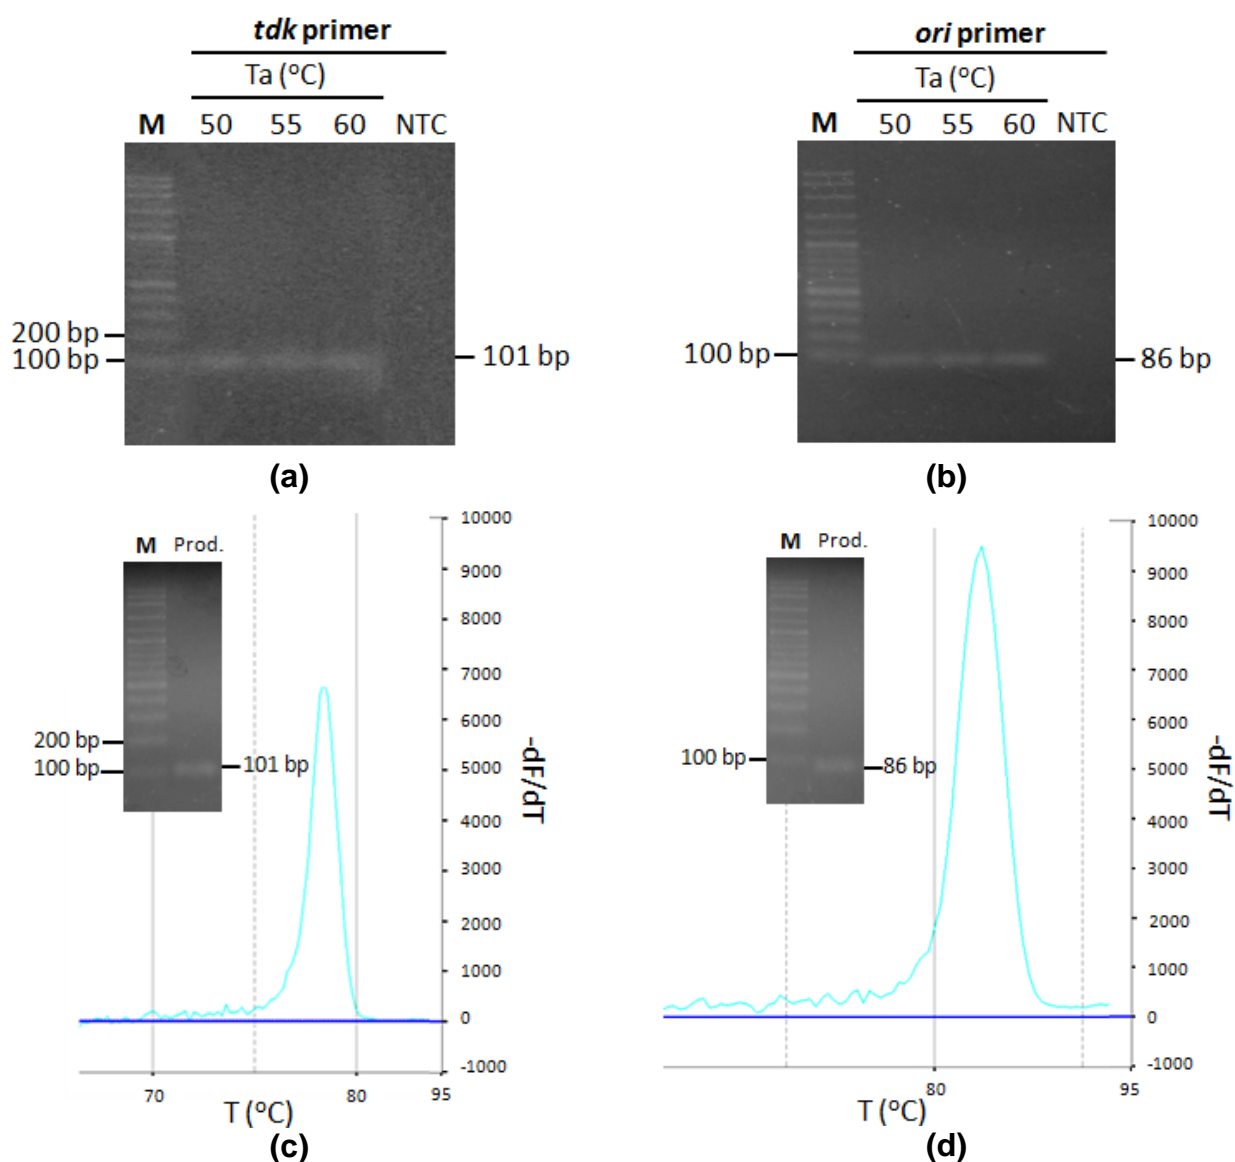 tdk primer
Ta (°C)
M 50 55 60 NTC
200 bp
100 bp
101 bp
(a)
ori primer
Ta (°C)
M 50 55 60 NTC
100 bp
86 bp
(b)
M Prod.
200 bp
100 bp
101 bp
10000
9000
8000
7000
6000
5000
4000
3000
2000
1000
0
-1000
-dF/dT
70 80 95
T (°C)
(c)
M Prod.
100 bp
86 bp
10000
9000
8000
7000
6000
5000
4000
3000
2000
1000
0
-1000
-dF/dT
80 95
T (°C)
(d)